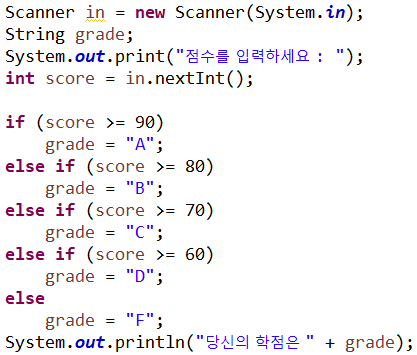 Scanner in = new Scanner(System.in);
String grade;
System.out.print("점수를 입력하세요 : ");
int score = in.nextInt();
if (score >= 90)
grade = "A";
else if (score >= 80)
grade = "B";
else if (score >= 70)
grade = "C";
else if (score >= 60)
grade = "D";
else
grade = "F";
System.out.println("당신의 학점은 " + grade);